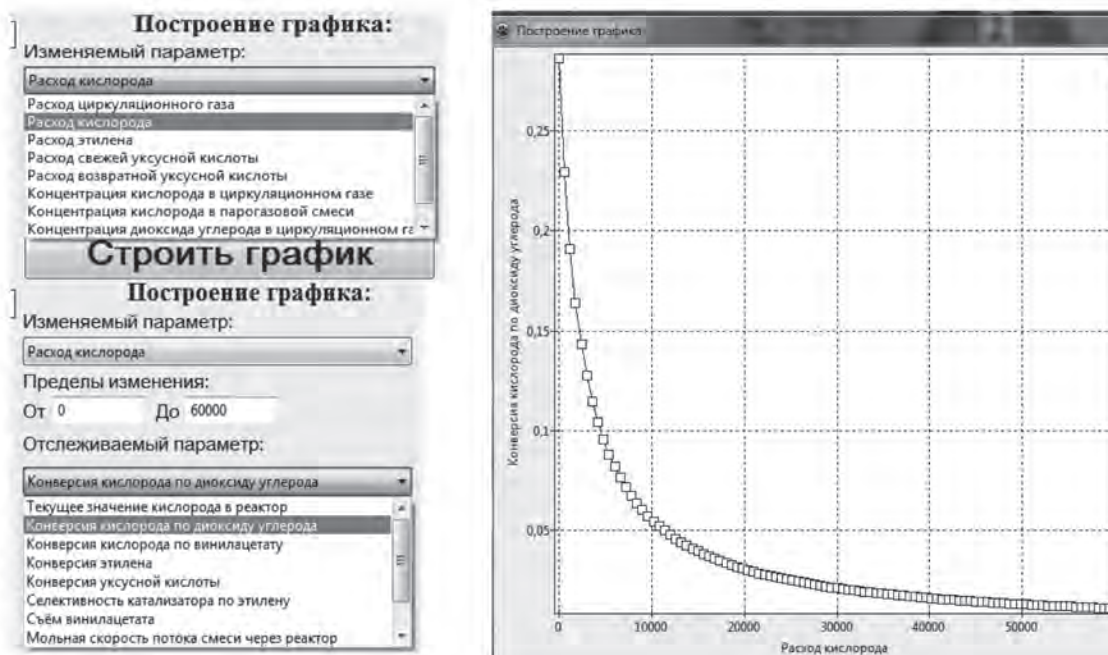 Построение графика:
Изменяемый параметр:
Расход кислорода
Расход циркуляционного газа
Расход кислорода
Расход этилена
Расход свежей уксусной кислоты
Расход возвратной уксусной кислоты
Концентрация кислорода в циркуляционном газе
Концентрация кислорода в парогазовой смеси
Концентрация диоксида углерода в циркуляционном га
Строить график
Построение графика:
Изменяемый параметр:
Расход кислорода
Пределы изменения:
От 0 До 60000
Отслеживаемый параметр:
Конверсия кислорода по диоксиду углерода
Текущее значение кислорода в реактор
Конверсия кислорода по диоксиду углерода
Конверсия кислорода по винилацетату
Конверсия этилена
Конверсия уксусной кислоты
Селективность катализатора по этилену
Съём винилацетата
Мольная скорость потока смеси через реактор
Построение графика
Конверсия кислорода по диоксиду углерода
0,25
0,2
0,15
0,1
0,05
0 10000 20000 30000 40000 50000
Расход кислорода